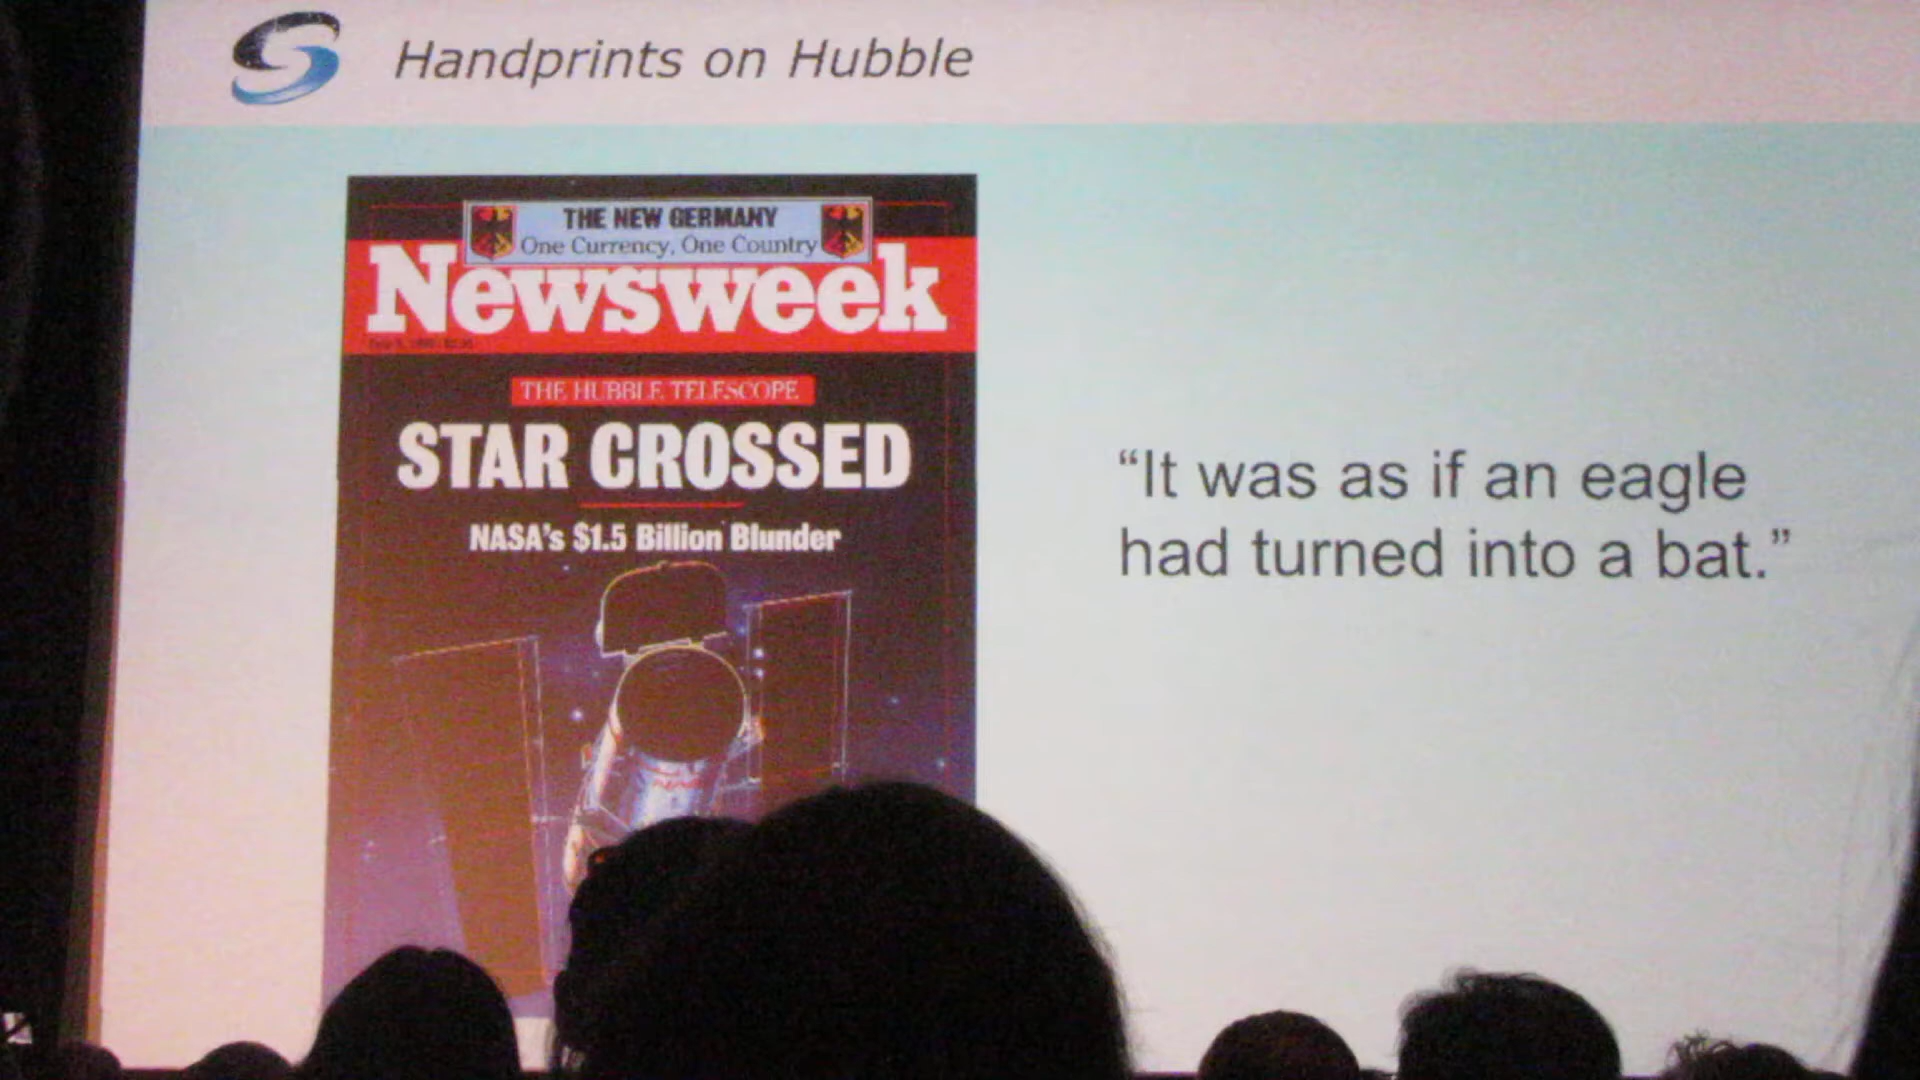 Handprints on Hubble
THE NEW GERMANY
One Currency, One Country
Newsweek
THE HUBBLE TELESCOPE
STAR CROSSED
NASA's $1.5 Billion Blunder
“It was as if an eagle
had turned into a bat.”